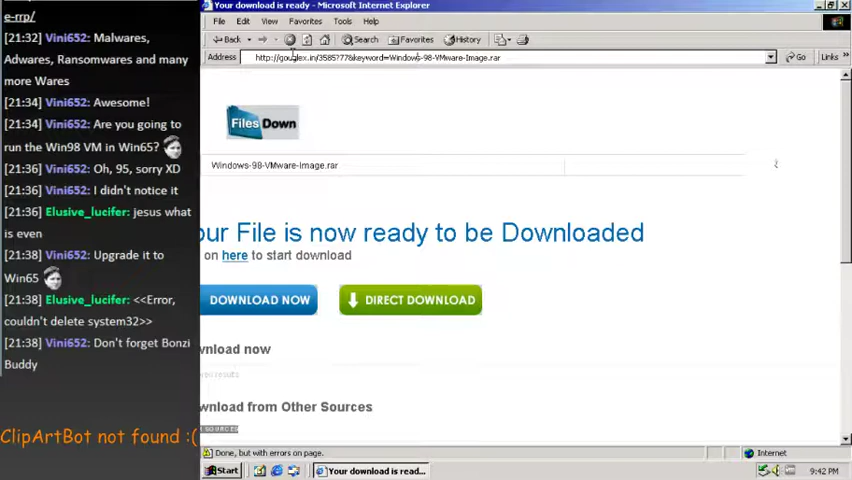 e-rrp/
[21:32] Vini652: Malwares,
Adwares, Ransomwares and many
more Wares
[21:34] Vini652: Awesome!
[21:34] Vini652: Are you going to
run the Win98 VM in Win65?
[21:36] Vini652: Oh, 95, sorry XD
[21:36] Vini652: I didn't notice it
[21:36] Elusive_lucifer: jesus what
is even
[21:38] Vini652: Upgrade it to
Win65
[21:38] Elusive_lucifer: <<Error,
couldn't delete system32>>
[21:38] Vini652: Don't forget Bonzi
Buddy
ClipArtBot not found :(
Your download is ready - Microsoft Internet Explorer
File Edit View Favorites Tools Help
Back Search Favorites History
Address Go Links »
Files Down
Windows-98-VMware-Image.rar
our File is now ready to be Downloaded
on here to start download
DOWNLOAD NOW DIRECT DOWNLOAD
wnload now
wnload from Other Sources
SOURCES
Done, but with errors on page. Internet
Start Your download is read... 9:42 PM